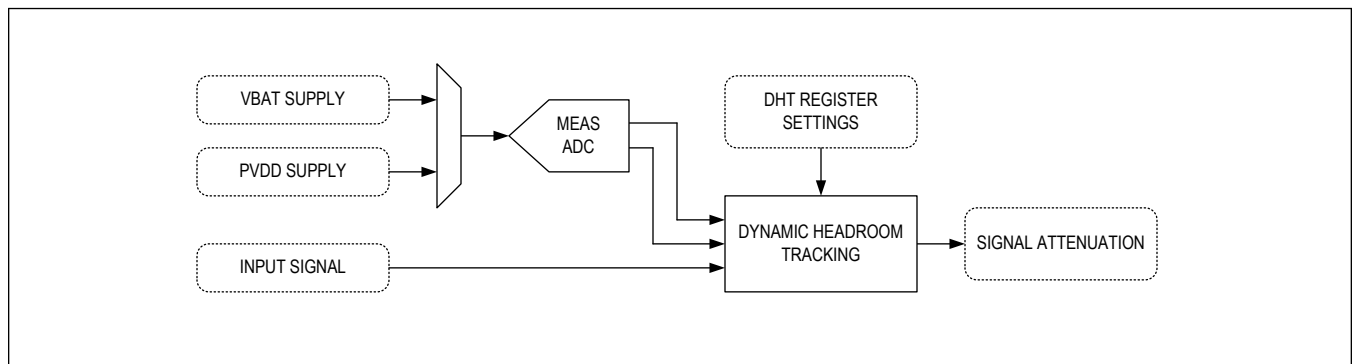 VBAT SUPPLY
PVDD SUPPLY
INPUT SIGNAL
MEAS
ADC
DHT REGISTER
SETTINGS
DYNAMIC HEADROOM
TRACKING
SIGNAL ATTENUATION